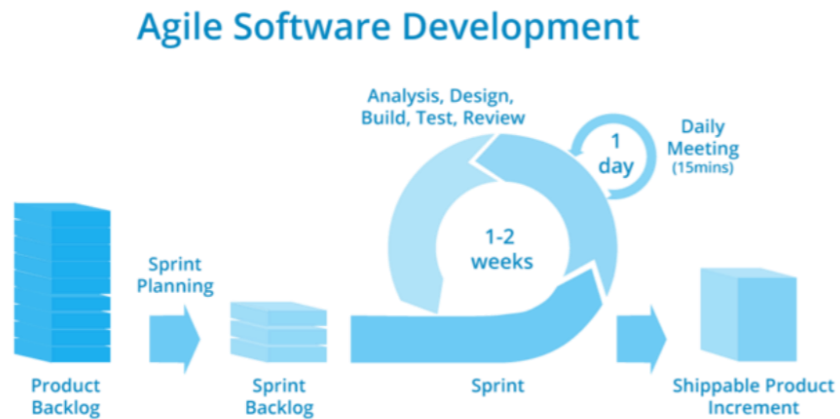 Agile Software Development
Analysis, Design,
Build, Test, Review
1
day
Daily
Meeting
(15mins)
1-2
weeks
Sprint
Planning
Product
Backlog
Sprint
Backlog
Sprint
Shippable Product
Increment